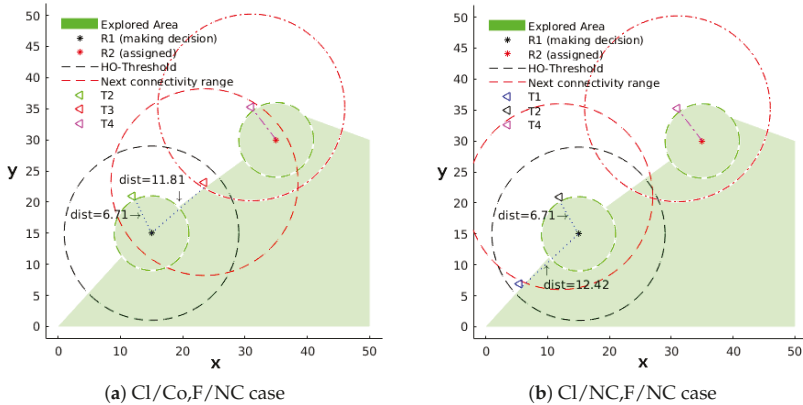 Explored Area
R1 (making decision)
R2 (assigned)
HO-Threshold
Next connectivity range
T2
T3
T4
50
45
40
35
30
25
20
15
10
5
0
y
dist=11.81
dist=6.71
0
10
20
30
40
50
x
(a) Cl/Co,F/NC case
Explored Area
R1 (making decision)
R2 (assigned)
HO-Threshold
Next connectivity range
T1
T2
T4
50
45
40
35
30
25
20
15
10
5
0
y
dist=6.71
dist=12.42
0
10
20
30
40
50
x
(b) Cl/NC,F/NC case